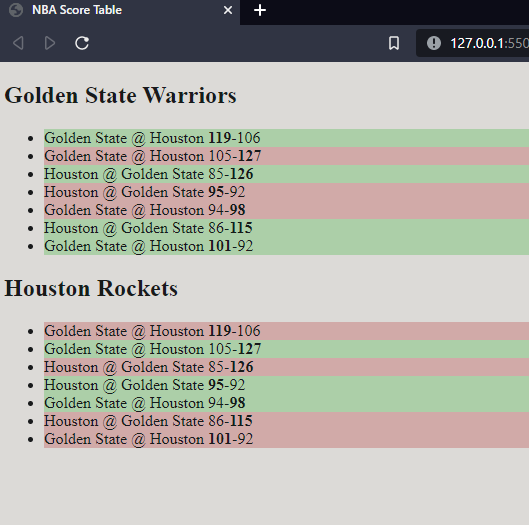 NBA Score Table
127.0.0.1:550
Golden State Warriors
Golden State @ Houston 119-106
Golden State @ Houston 105-127
Houston @ Golden State 85-126
Houston @ Golden State 95-92
Golden State @ Houston 94-98
Houston @ Golden State 86-115
Golden State @ Houston 101-92
Houston Rockets
Golden State @ Houston 119-106
Golden State @ Houston 105-127
Houston @ Golden State 85-126
Houston @ Golden State 95-92
Golden State @ Houston 94-98
Houston @ Golden State 86-115
Golden State @ Houston 101-92